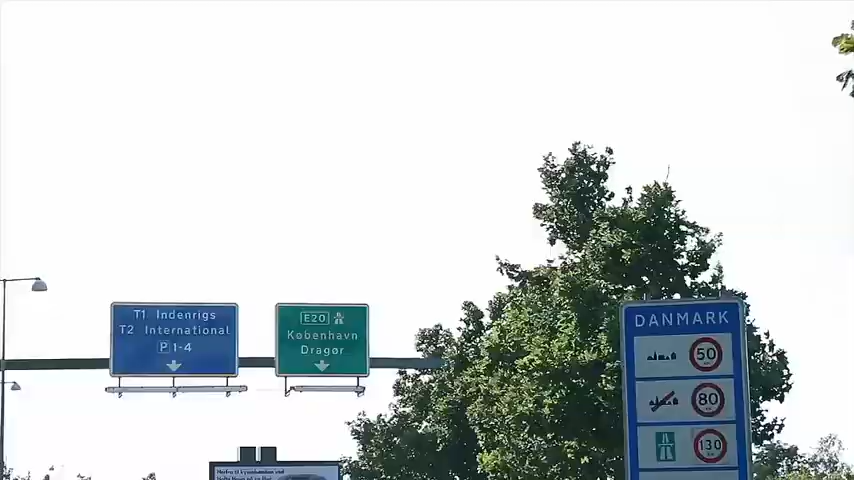 T1 Indenrigs
T2 International
P 1-4
E20
København
Dragør
DANMARK
50
80
130